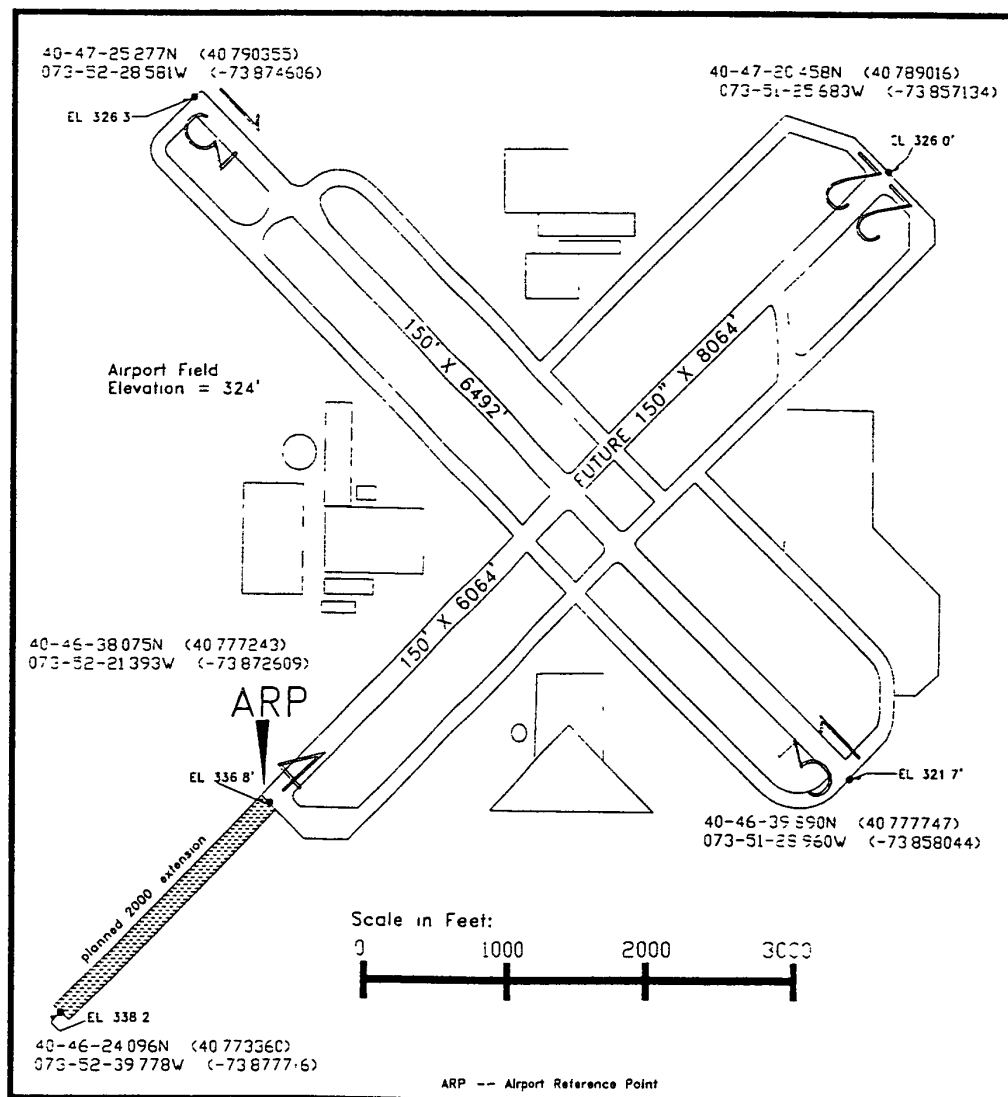 40-47-25 277N (40 790355)
073-52-28 581W (-73 874606)
EL 326 3
40-47-20 458N (40 789016)
073-51-25 683W (-73 857134)
EL 326 0'
22
150' X 6492'
FUTURE 150" X 8064'
Airport Field
Elevation = 324'
150' X 6064'
40-46-38 075N (40 777243)
073-52-21 393W (-73 872609)
ARP
4
EL 336 8'
31
EL 321 7'
40-46-39 890N (40 777747)
073-51-28 960W (-73 858044)
planned 2000 extension
Scale in Feet:
0 1000 2000 3000
EL 338 2
40-46-24 096N (40 773360)
073-52-39 778W
ARP -- Airport Reference Point